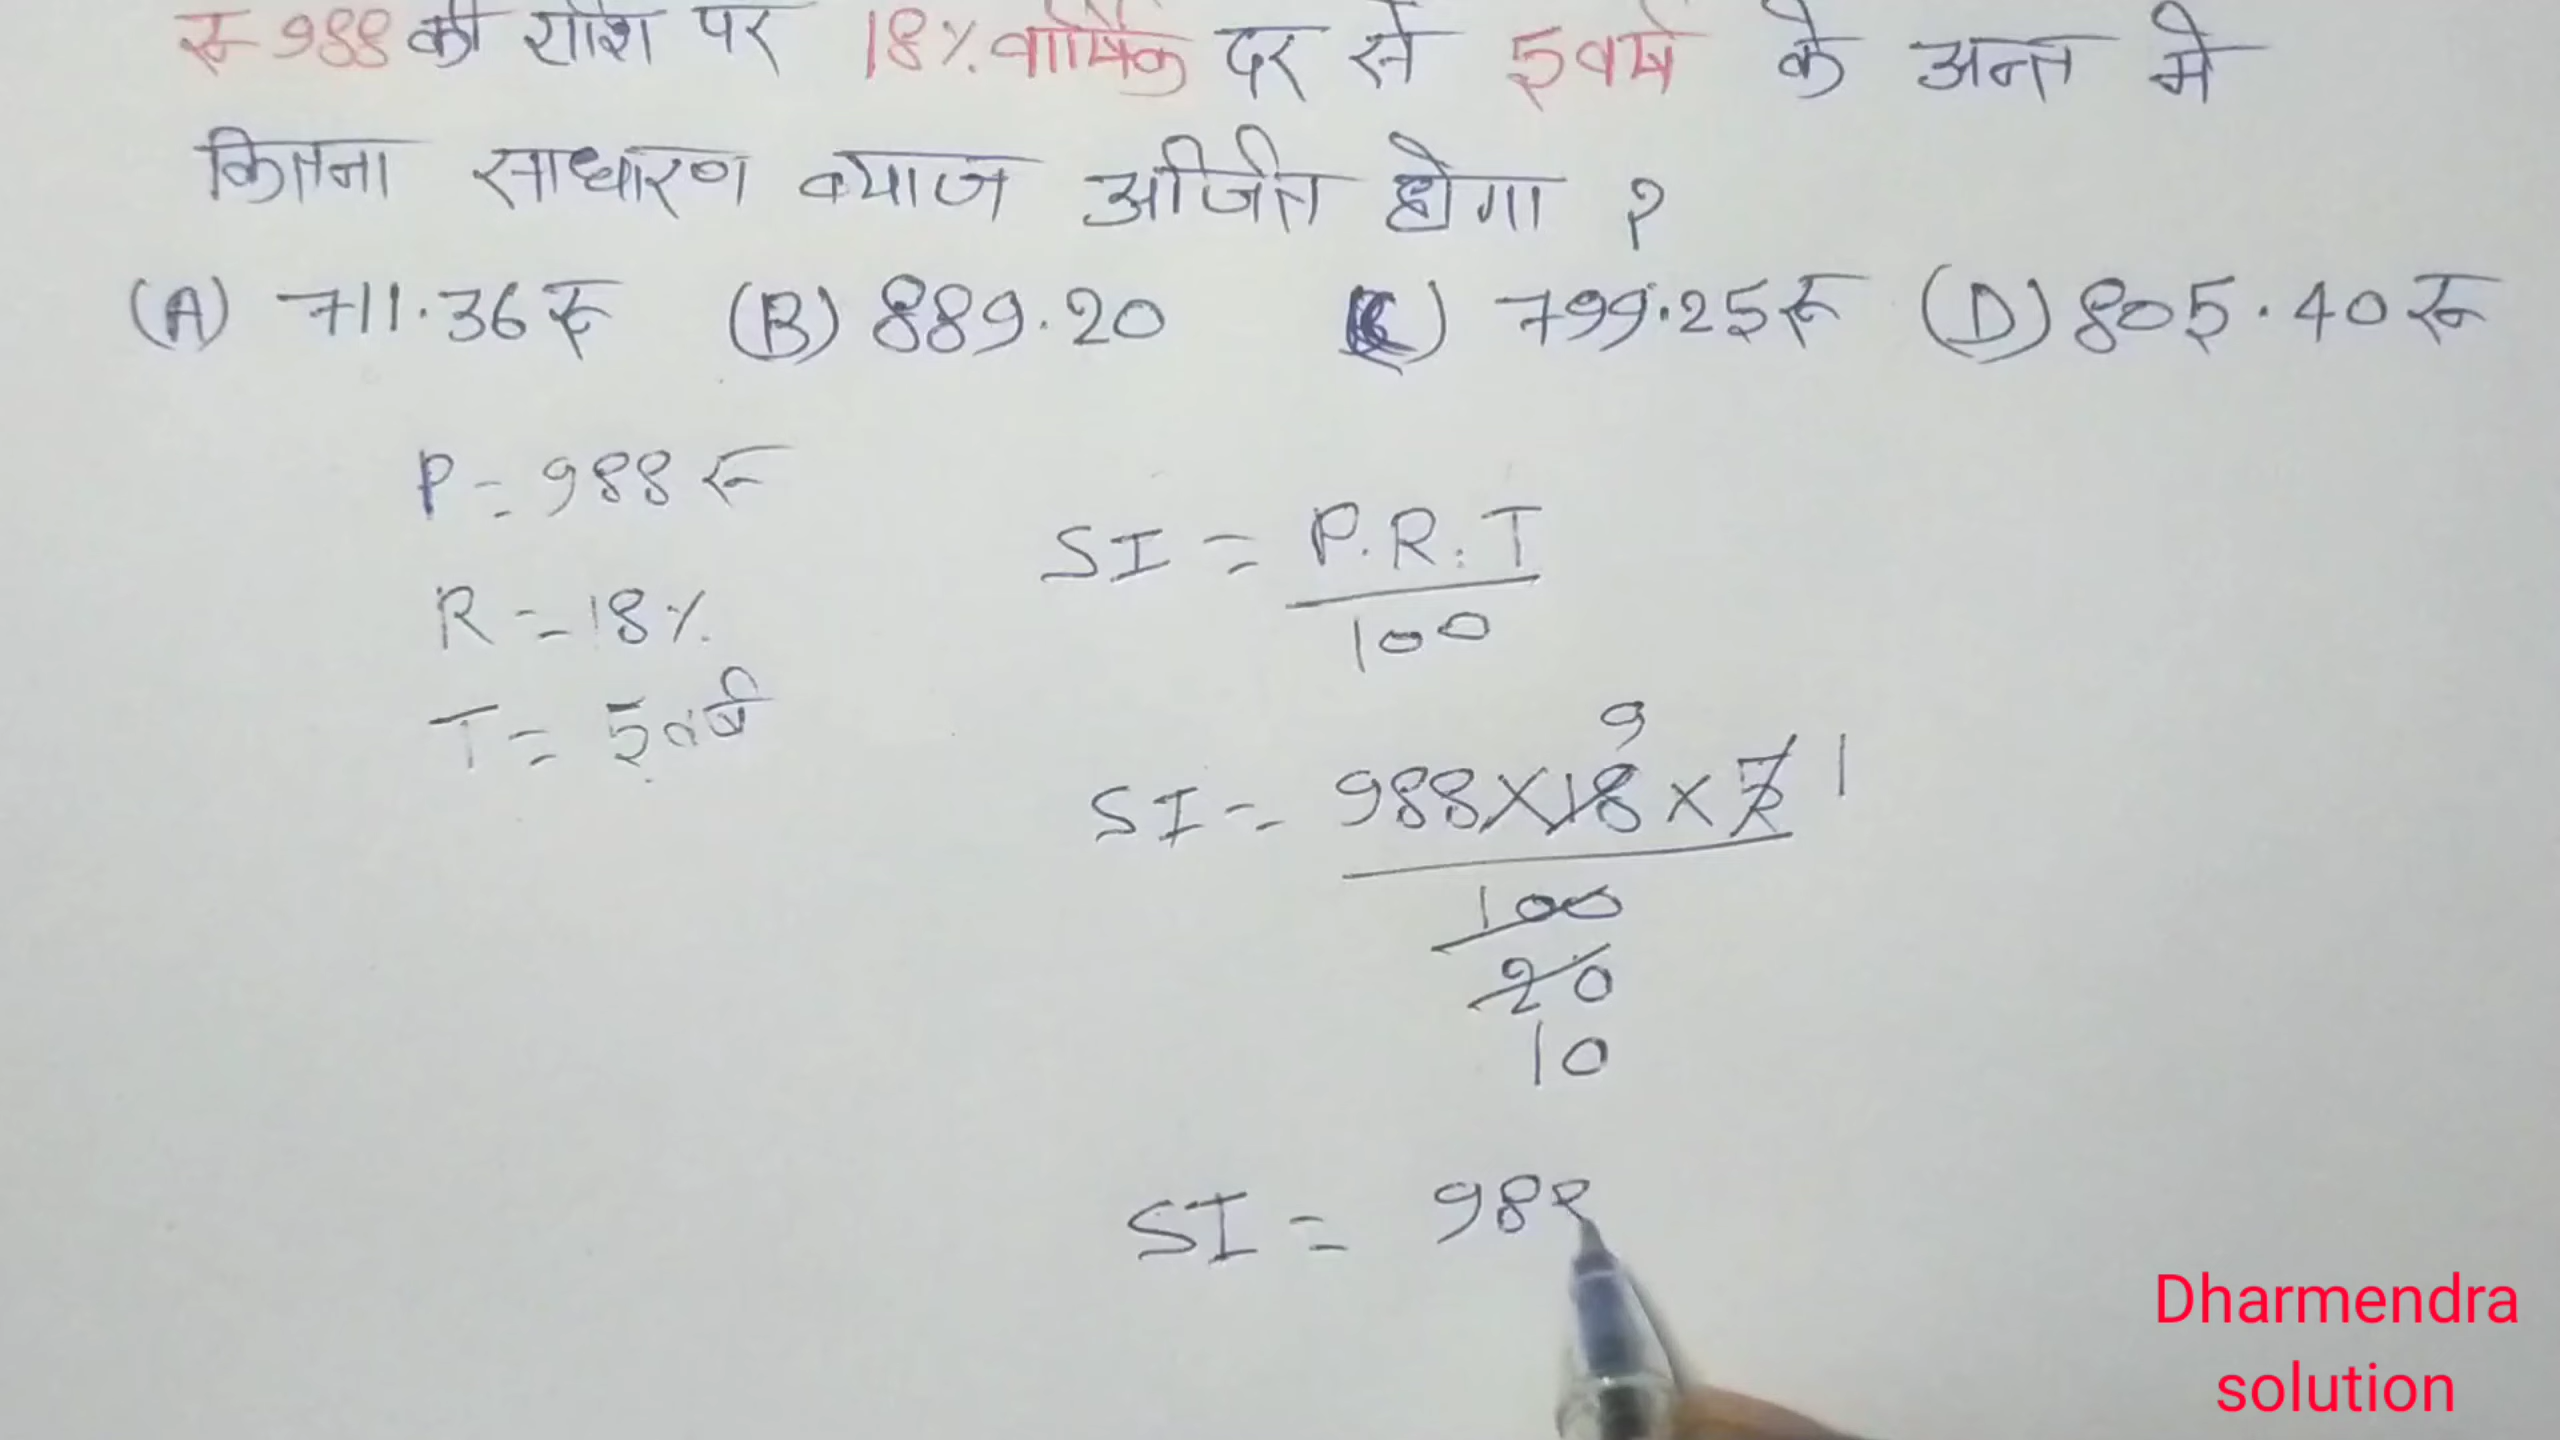 रू 988 की राशि पर 18% वार्षिक दर से 5 वर्ष के अन्त मे
कितना साधारण ब्याज अर्जित होगा ?
(A) 711.36 रू (B) 889.20 (C) 799.25 रू (D) 805.40 रू
P = 988 रू
R = 18%
T = 5 वर्ष
SI = P.R.T
100
9
SI = 988 × 18 × 5 1
100
20
10
SI = 988
Dharmendra
solution